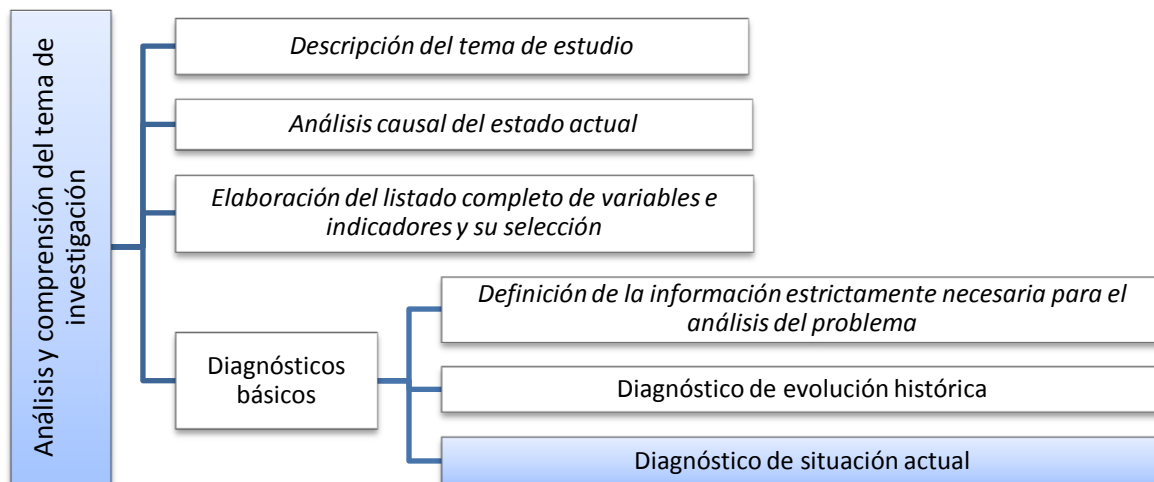 Análisis y comprensión del tema de
investigación
Descripción del tema de estudio
Análisis causal del estado actual
Elaboración del listado completo de variables e
indicadores y su selección
Diagnósticos
básicos
Definición de la información estrictamente necesaria para el
análisis del problema
Diagnóstico de evolución histórica
Diagnóstico de situación actual